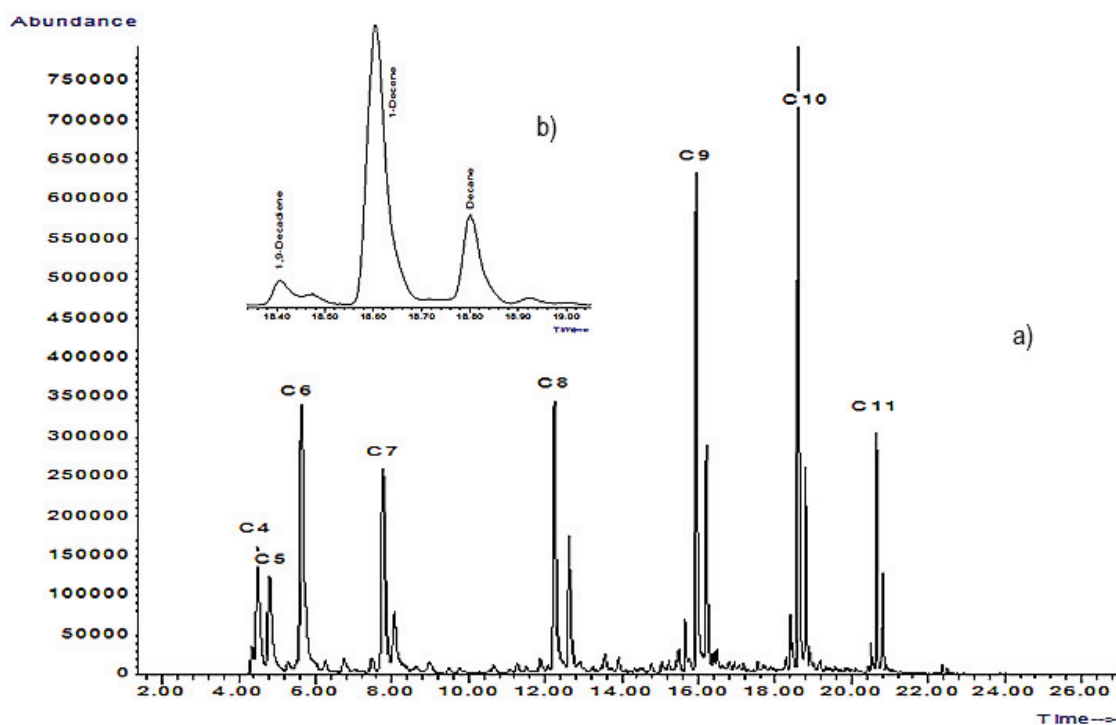 Abundance
750000
700000
650000
600000
550000
500000
450000
400000
350000
300000
250000
200000
150000
100000
50000
0
2.00 4.00 6.00 8.00 10.00 12.00 14.00 16.00 18.00 20.00 22.00 24.00 26.00
Time-->
C4
C5
C6
C7
C8
C9
C10
C11
a)
b)
1,9-Decadiene
1-Decene
Decane
18.40 18.50 18.60 18.70 18.80 18.90 19.00
Time-->